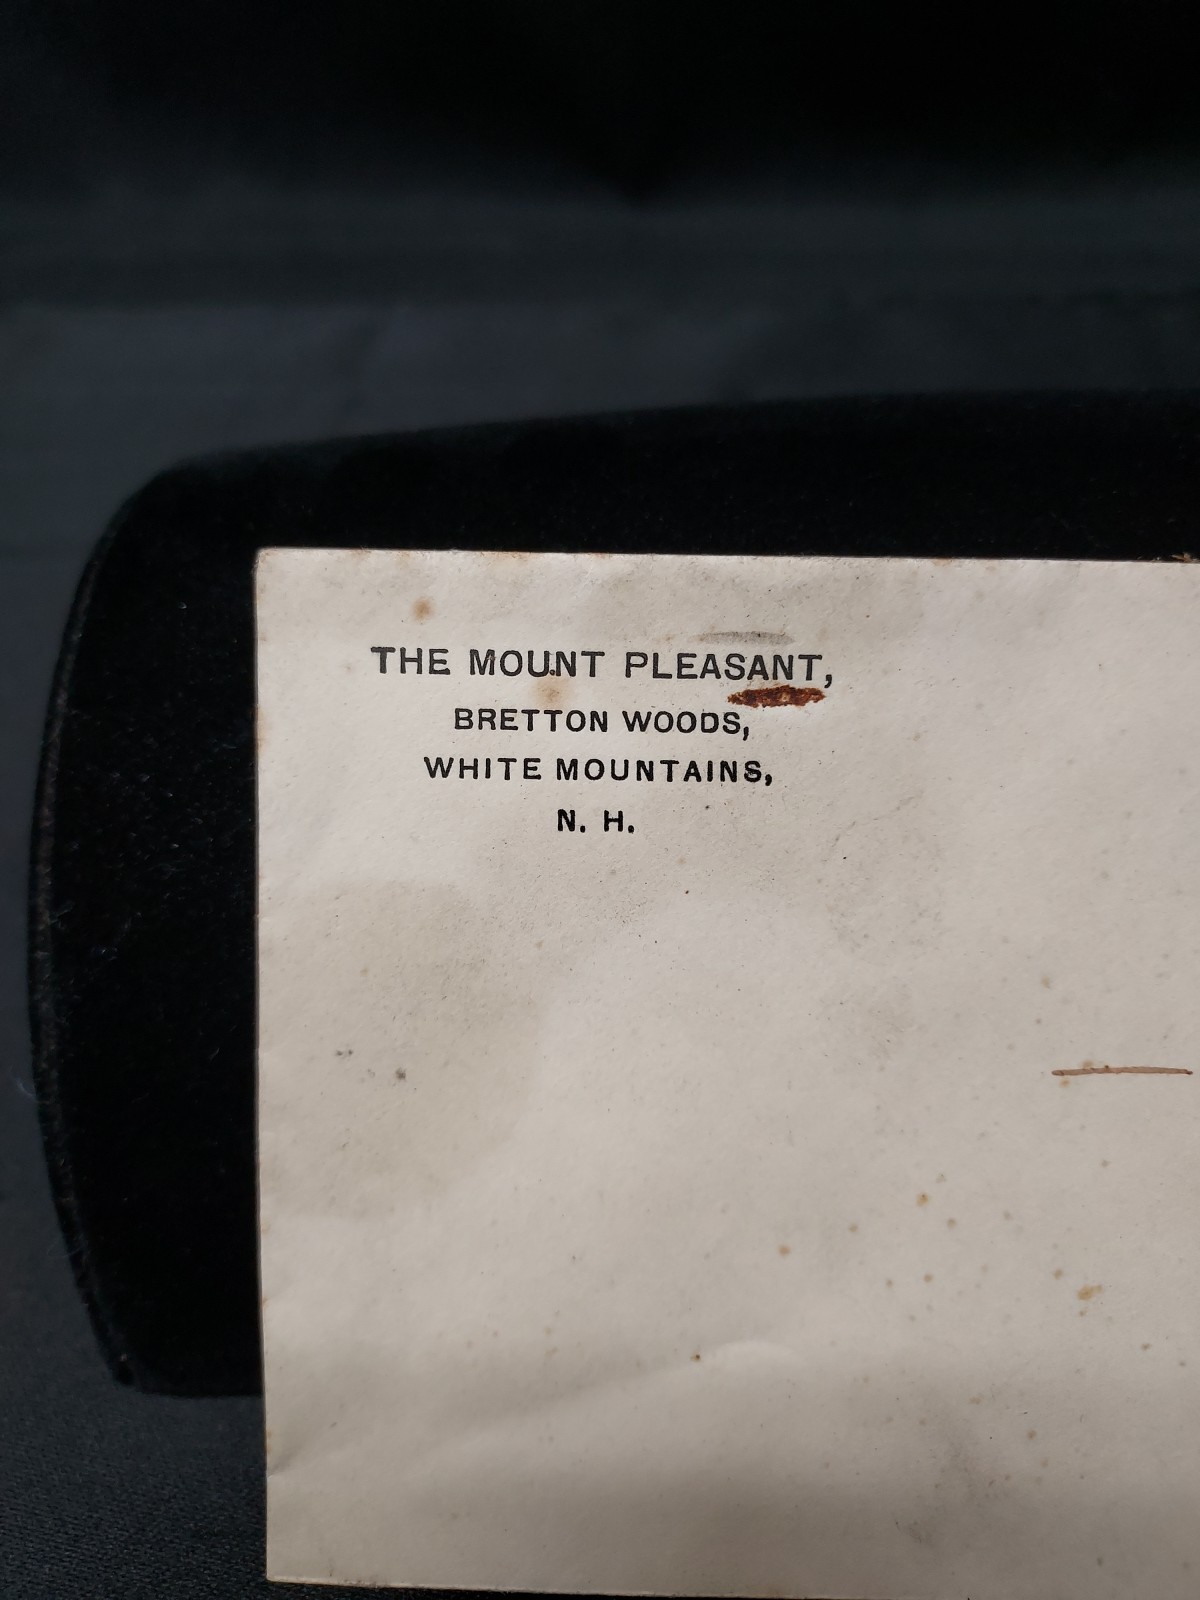 THE MOUNT PLEASANT,
BRETTON WOODS,
WHITE MOUNTAINS,
N. H.